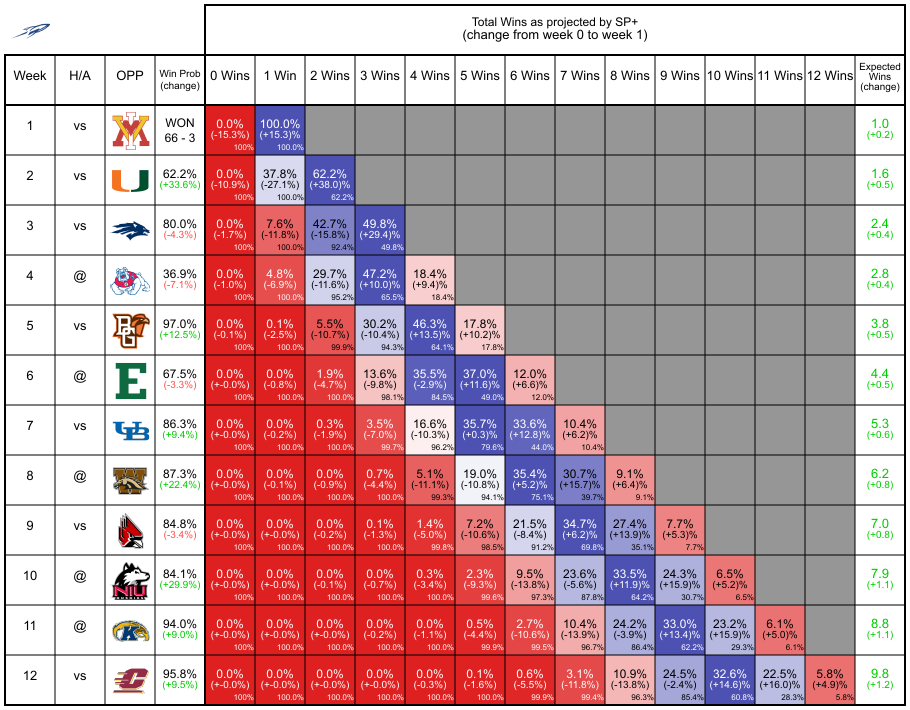 Total Wins as projected by SP+
(change from week 0 to week 1)
Week H/A OPP Win Prob (change) 0 Wins 1 Win 2 Wins 3 Wins 4 Wins 5 Wins 6 Wins 7 Wins 8 Wins 9 Wins 10 Wins 11 Wins 12 Wins Expected Wins (change)
1 vs VMI WON 0.0% 100.0% 1.0
66 - 3 (-15.3%) (+15.3)% (+0.2)
100% 100.0%
2 vs U 62.2% 0.0% 37.8% 62.2% 1.6
(+33.6%) (-10.9%) (-27.1%) (+38.0)% (+0.5)
100% 100.0% 62.2%
3 vs 80.0% 0.0% 7.6% 42.7% 49.8% 2.4
(-4.3%) (-1.7%) (-11.8%) (-15.8%) (+29.4)% (+0.4)
100% 100.0% 92.4% 49.8%
4 @ 36.9% 0.0% 4.8% 29.7% 47.2% 18.4% 2.8
(-7.1%) (-1.0%) (-6.9%) (-11.6%) (+10.0)% (+9.4)% (+0.4)
100% 100.0% 95.2% 65.5% 18.4%
5 vs BG 97.0% 0.0% 0.1% 5.5% 30.2% 46.3% 17.8% 3.8
(+12.5%) (-0.1%) (-2.5%) (-10.7%) (-10.4%) (+13.5)% (+10.2)% (+0.5)
100% 100.0% 99.9% 94.3% 64.1% 17.8%
6 @ E 67.5% 0.0% 0.0% 1.9% 13.6% 35.5% 37.0% 12.0% 4.4
(-3.3%) (+-0.0%) (-0.8%) (-4.7%) (-9.8%) (-2.9%) (+11.6)% (+6.6)% (+0.5)
100% 100.0% 100.0% 98.1% 84.5% 49.0% 12.0%
7 vs UB 86.3% 0.0% 0.0% 0.3% 3.5% 16.6% 35.7% 33.6% 10.4% 5.3
(+9.4%) (+-0.0%) (-0.2%) (-1.9%) (-7.0%) (-10.3%) (+0.3)% (+12.8)% (+6.2)% (+0.6)
100% 100.0% 100.0% 99.7% 96.2% 79.6% 44.0% 10.4%
8 @ W 87.3% 0.0% 0.0% 0.0% 0.7% 5.1% 19.0% 35.4% 30.7% 9.1% 6.2
(+22.4%) (+-0.0%) (-0.1%) (-0.9%) (-4.4%) (-11.1%) (-10.8%) (+5.2)% (+15.7)% (+6.4)% (+0.8)
100% 100.0% 100.0% 100.0% 99.3% 94.1% 75.1% 39.7% 9.1%
9 vs 84.8% 0.0% 0.0% 0.0% 0.1% 1.4% 7.2% 21.5% 34.7% 27.4% 7.7% 7.0
(-3.4%) (+-0.0%) (+-0.0%) (-0.2%) (-1.3%) (-5.0%) (-10.6%) (-8.4%) (+6.2)% (+13.9)% (+5.3)% (+0.8)
100% 100.0% 100.0% 100.0% 99.8% 98.5% 91.2% 69.8% 35.1% 7.7%
10 @ NIU 84.1% 0.0% 0.0% 0.0% 0.0% 0.3% 2.3% 9.5% 23.6% 33.5% 24.3% 6.5% 7.9
(+29.9%) (+-0.0%) (+-0.0%) (-0.1%) (-0.7%) (-3.4%) (-9.3%) (-13.8%) (-5.6%) (+11.9)% (+15.9)% (+5.2)% (+1.1)
100% 100.0% 100.0% 100.0% 100.0% 99.6% 97.3% 87.8% 64.2% 30.7% 6.5%
11 @ K 94.0% 0.0% 0.0% 0.0% 0.0% 0.0% 0.5% 2.7% 10.4% 24.2% 33.0% 23.2% 6.1% 8.8
(+9.0%) (+-0.0%) (+-0.0%) (+-0.0%) (-0.2%) (-1.1%) (-4.4%) (-10.6%) (-13.9%) (-3.9%) (+13.4)% (+15.9)% (+5.0)% (+1.1)
100% 100.0% 100.0% 100.0% 100.0% 99.9% 99.5% 96.7% 86.4% 62.2% 29.3% 6.1%
12 vs C 95.8% 0.0% 0.0% 0.0% 0.0% 0.0% 0.1% 0.6% 3.1% 10.9% 24.5% 32.6% 22.5% 5.8% 9.8
(+9.5%) (+-0.0%) (+-0.0%) (+-0.0%) (+-0.0%) (-0.3%) (-1.6%) (-5.5%) (-11.8%) (-13.8%) (-2.4%) (+14.6)% (+16.0)% (+4.9)% (+1.2)
100% 100.0% 100.0% 100.0% 100.0% 100.0% 99.9% 99.4% 96.3% 85.4% 60.8% 28.3% 5.8%